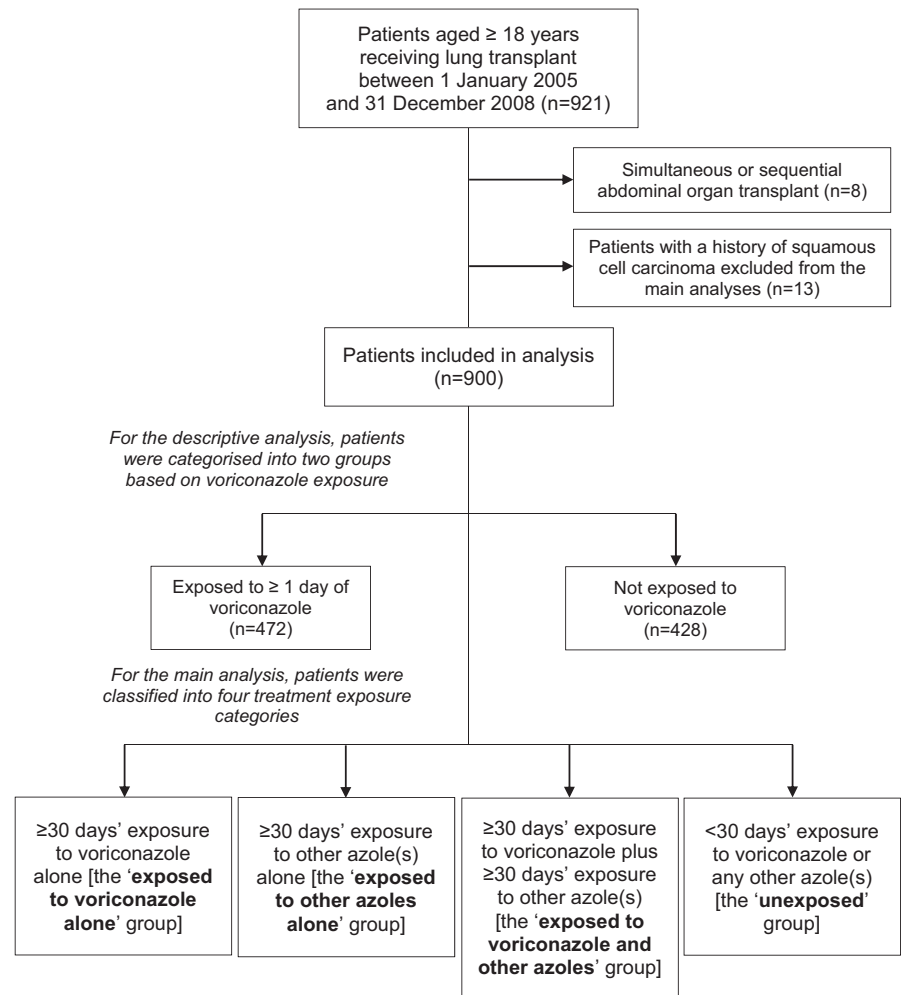 Patients aged ≥ 18 years
receiving lung transplant
between 1 January 2005
and 31 December 2008 (n=921)
Simultaneous or sequential
abdominal organ transplant (n=8)
Patients with a history of squamous
cell carcinoma excluded from the
main analyses (n=13)
Patients included in analysis
(n=900)
For the descriptive analysis, patients
were categorised into two groups
based on voriconazole exposure
Exposed to ≥ 1 day of
voriconazole
(n=472)
Not exposed to
voriconazole
(n=428)
For the main analysis, patients were
classified into four treatment exposure
categories
≥30 days’ exposure
to voriconazole
alone [the ‘exposed
to voriconazole
alone’ group]
≥30 days’ exposure
to other azole(s)
alone [the ‘exposed
to other azoles
alone’ group]
≥30 days’ exposure
to voriconazole plus
≥30 days’ exposure
to other azole(s)
[the ‘exposed to
voriconazole and
other azoles’ group]
<30 days’ exposure
to voriconazole or
any other azole(s)
[the ‘unexposed’
group]